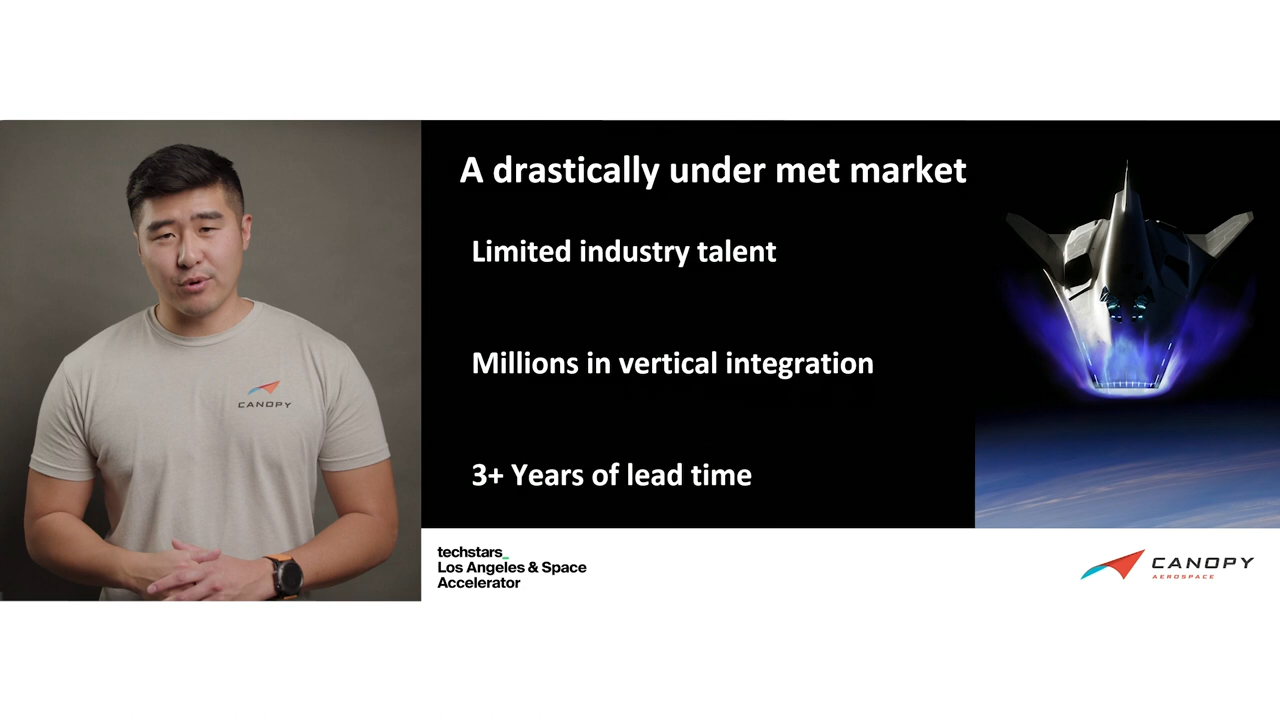 A drastically under met market
Limited industry talent
Millions in vertical integration
3+ Years of lead time
CANOPY
techstars_
Los Angeles & Space
Accelerator
CANOPY
AEROSPACE